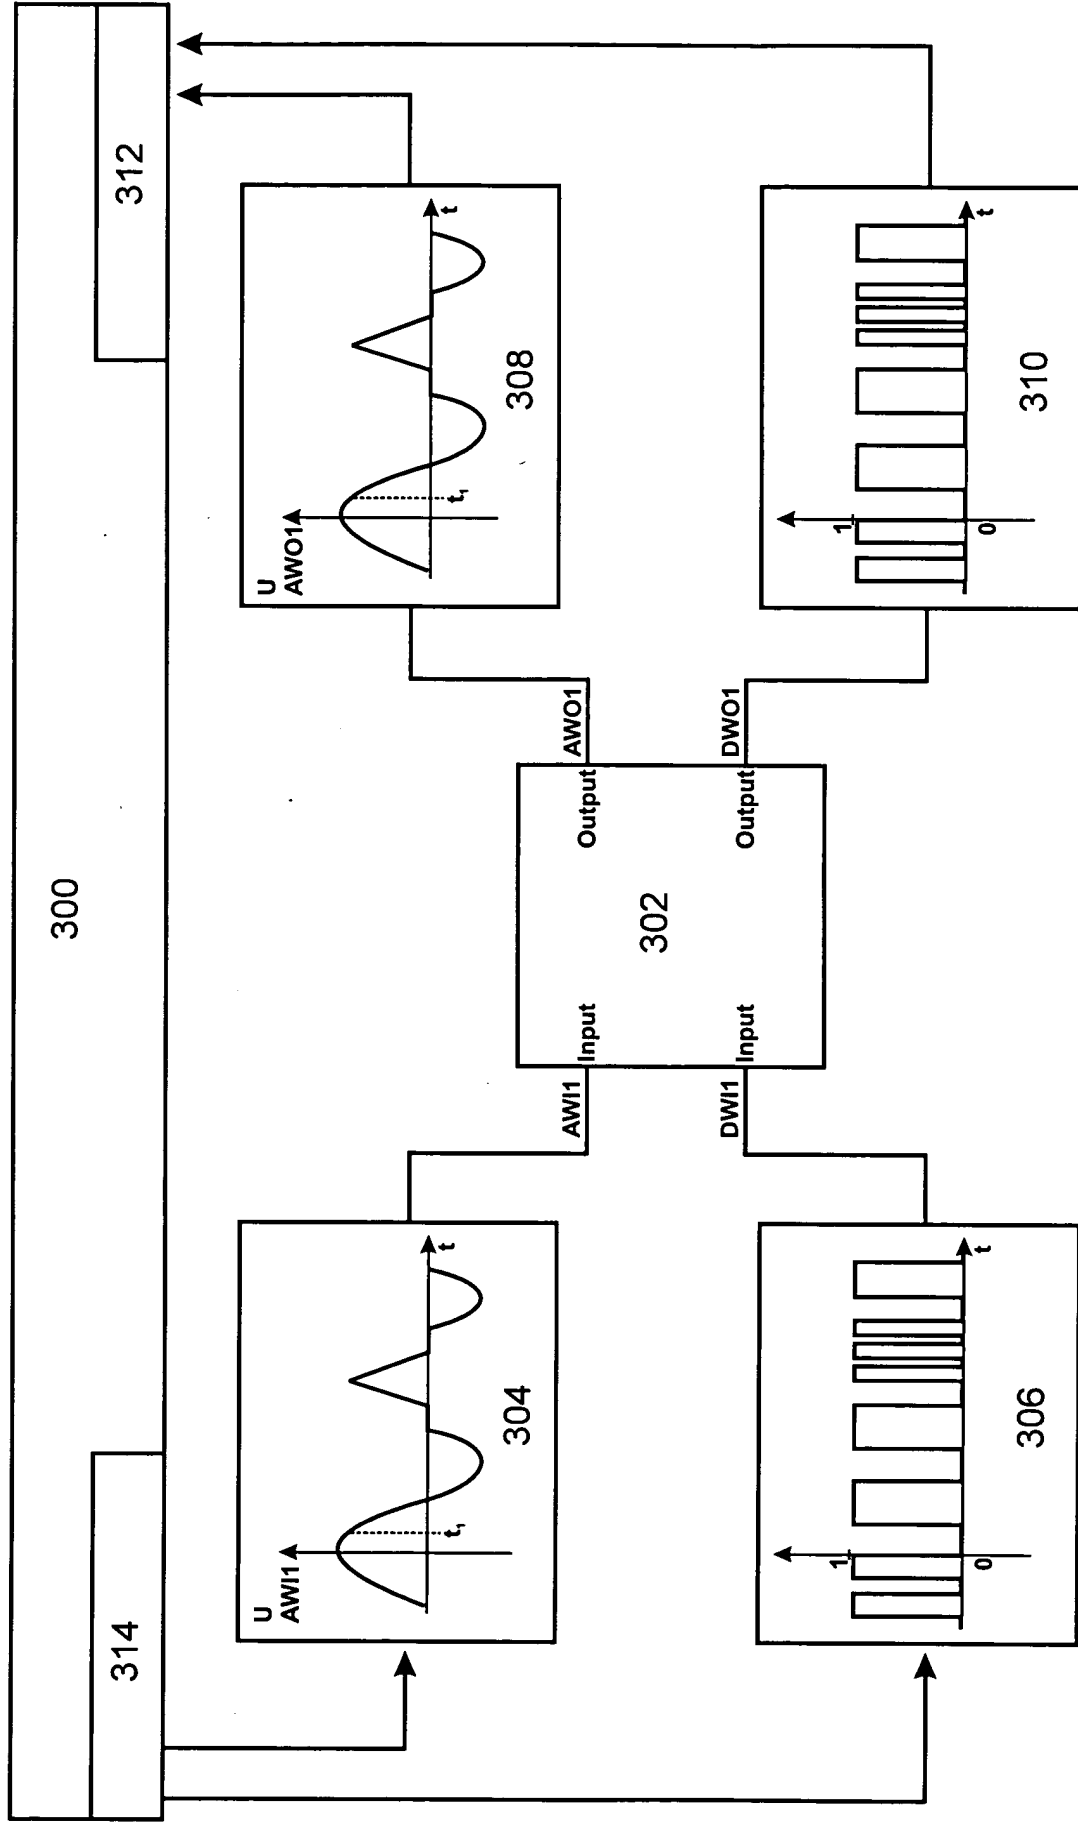 300
314
312
U
AWI1
t₁
t
304
U
AWO1
t₁
t
308
AWI1
Input
Output
AWO1
302
DWI1
Input
Output
DWO1
1
0
t
306
1
0
t
310